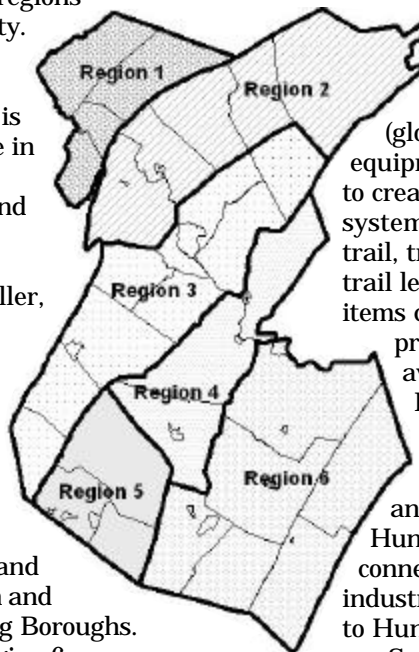 regions
ty.
is
e in
nd
ller,
and
n and
g Boroughs.
Region 1
Region 2
Region 3
Region 4
Region 5
Region 6
(glo
equip
to crea
system
trail, tr
trail le
items o
pr
av
an
Hun
conne
industri
to Hun